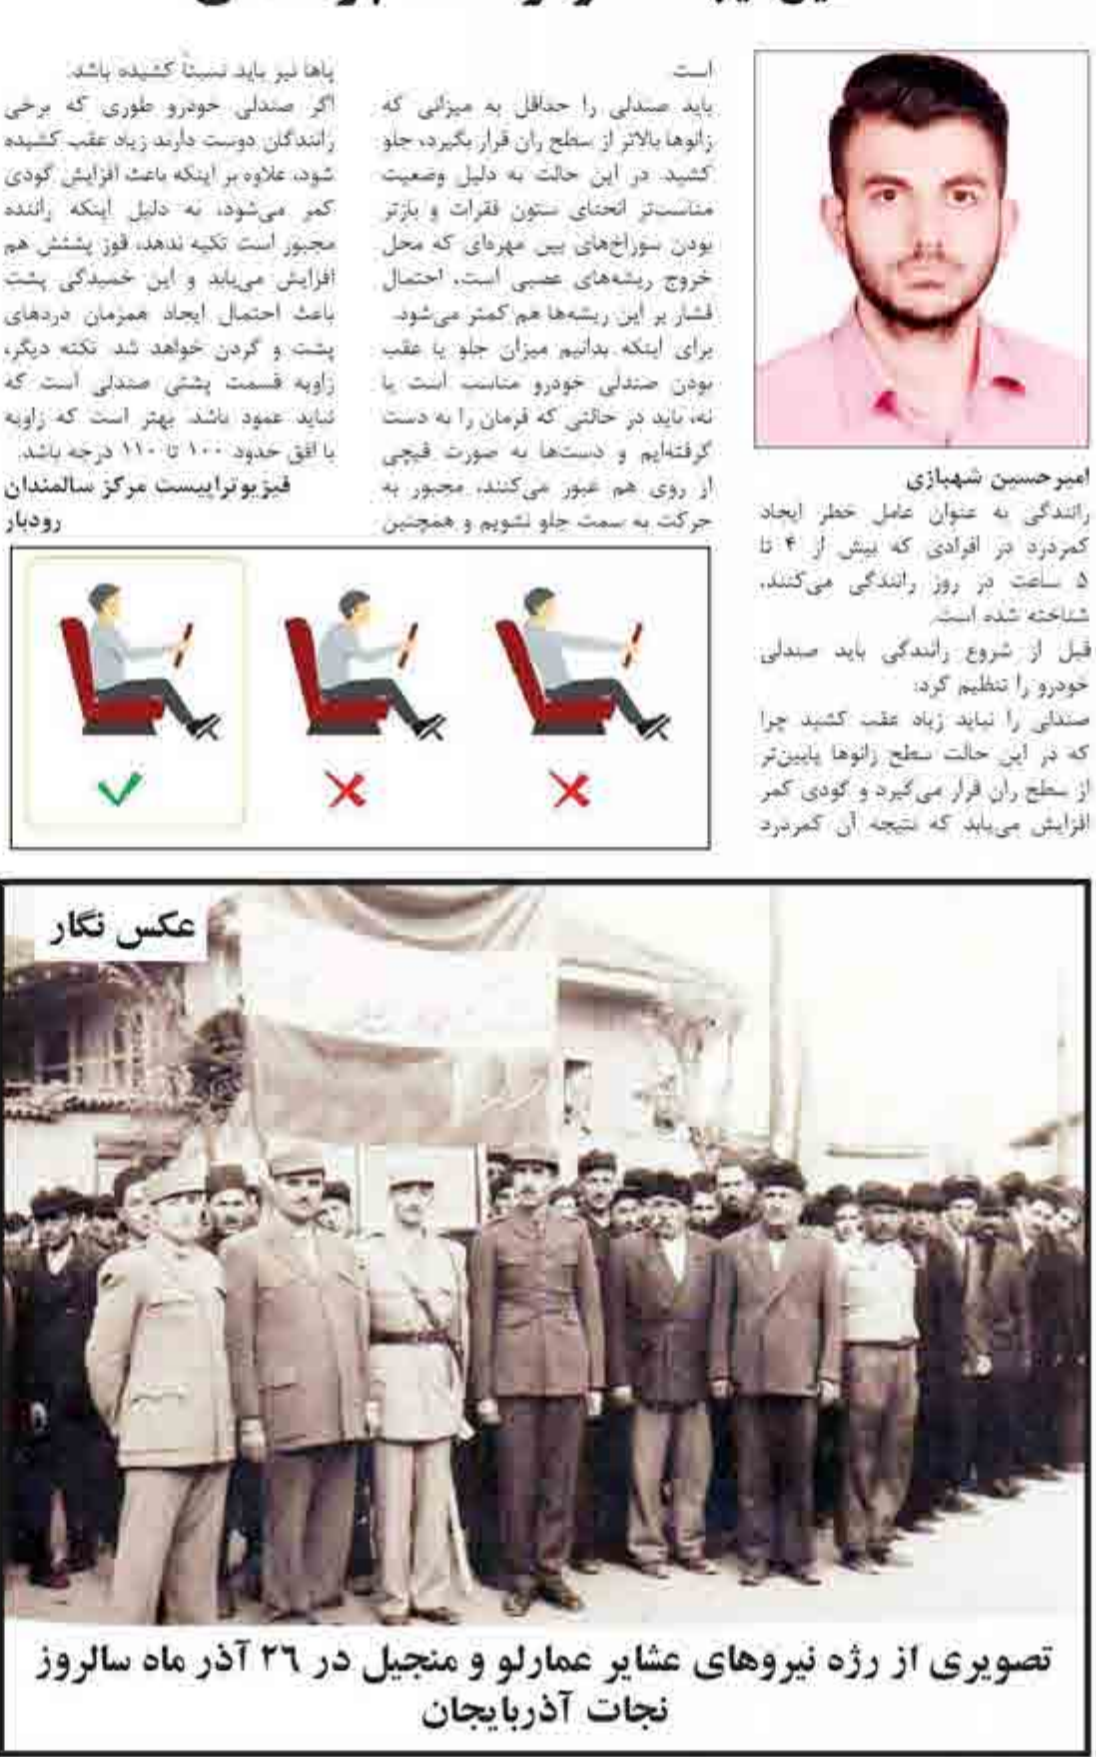 امیرحسین شهبازی
رانندگی به عنوان عامل خطر ایجاد
کمردرد در افرادی که بیش از ۴ تا
۵ ساعت در روز رانندگی می‌کنند،
شناخته شده است.
قبل از شروع رانندگی باید صندلی
خودرو را تنظیم کرد:
صندلی را نباید زیاد عقب کشید چرا
که در این حالت سطح زانوها پایین‌تر
از سطح ران قرار می‌گیرد و گودی کمر
افزایش می‌یابد که نتیجه آن کمردرد
است.
باید صندلی را حداقل به میزانی که
زانوها بالاتر از سطح ران قرار بگیرد، جلو
کشید. در این حالت به دلیل وضعیت
مناسب‌تر انحنای ستون فقرات و بازتر
بودن سوراخ‌های بین مهره‌ای که محل
خروج ریشه‌های عصبی است، احتمال
فشار بر این ریشه‌ها هم کمتر می‌شود.
برای اینکه بدانیم میزان جلو یا عقب
بودن صندلی خودرو مناسب است یا
نه، باید در حالتی که فرمان را به دست
گرفته‌ایم و دست‌ها به صورت قیچی
از روی هم عبور می‌کنند، مجبور به
حرکت به سمت جلو نشویم و همچنین
پاها نیز باید نسبتاً کشیده باشد.
اگر صندلی خودرو طوری که برخی
رانندگان دوست دارند زیاد عقب کشیده
شود، علاوه بر اینکه باعث افزایش گودی
کمر می‌شود، به دلیل اینکه راننده
مجبور است تکیه ندهد، قوز پشتش هم
افزایش می‌یابد و این خمیدگی پشت
باعث احتمال ایجاد همزمان دردهای
پشت و گردن خواهد شد. نکته دیگر،
زاویه قسمت پشتی صندلی است که
نباید عمود باشد. بهتر است که زاویه
با افق حدود ۱۰۰ تا ۱۱۰ درجه باشد.
فیزیوتراپیست مرکز سالمندان
رودبار
عکس نگار
تصویری از رژه نیروهای عشایر عمارلو و منجیل در ۲۶ آذر ماه سالروز
نجات آذربایجان